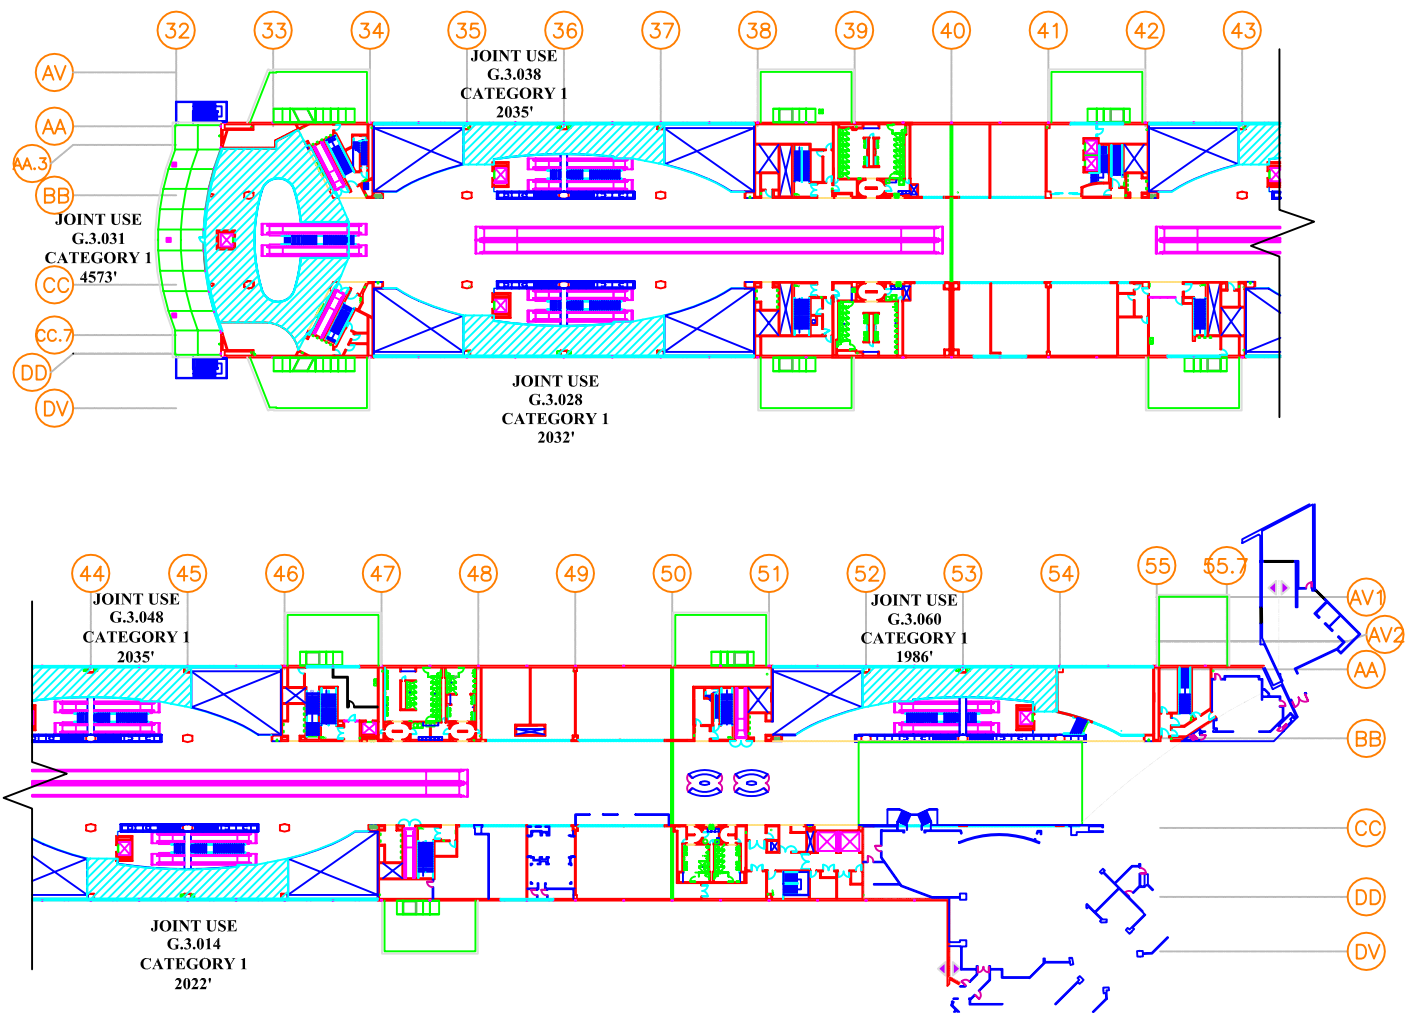 32 33 34 35 36 37 38 39 40 41 42 43
JOINT USE
G.3.038
CATEGORY 1
2035'
AV
AA
AA.3
BB
JOINT USE
G.3.031
CATEGORY 1
4573'
CC
CC.7
DD
DV
JOINT USE
G.3.028
CATEGORY 1
2032'
44 45 46 47 48 49 50 51 52 53 54 55 55.7
JOINT USE
G.3.048
CATEGORY 1
2035'
JOINT USE
G.3.060
CATEGORY 1
1986'
AV1
AV2
AA
BB
CC
DD
DV
JOINT USE
G.3.014
CATEGORY 1
2022'